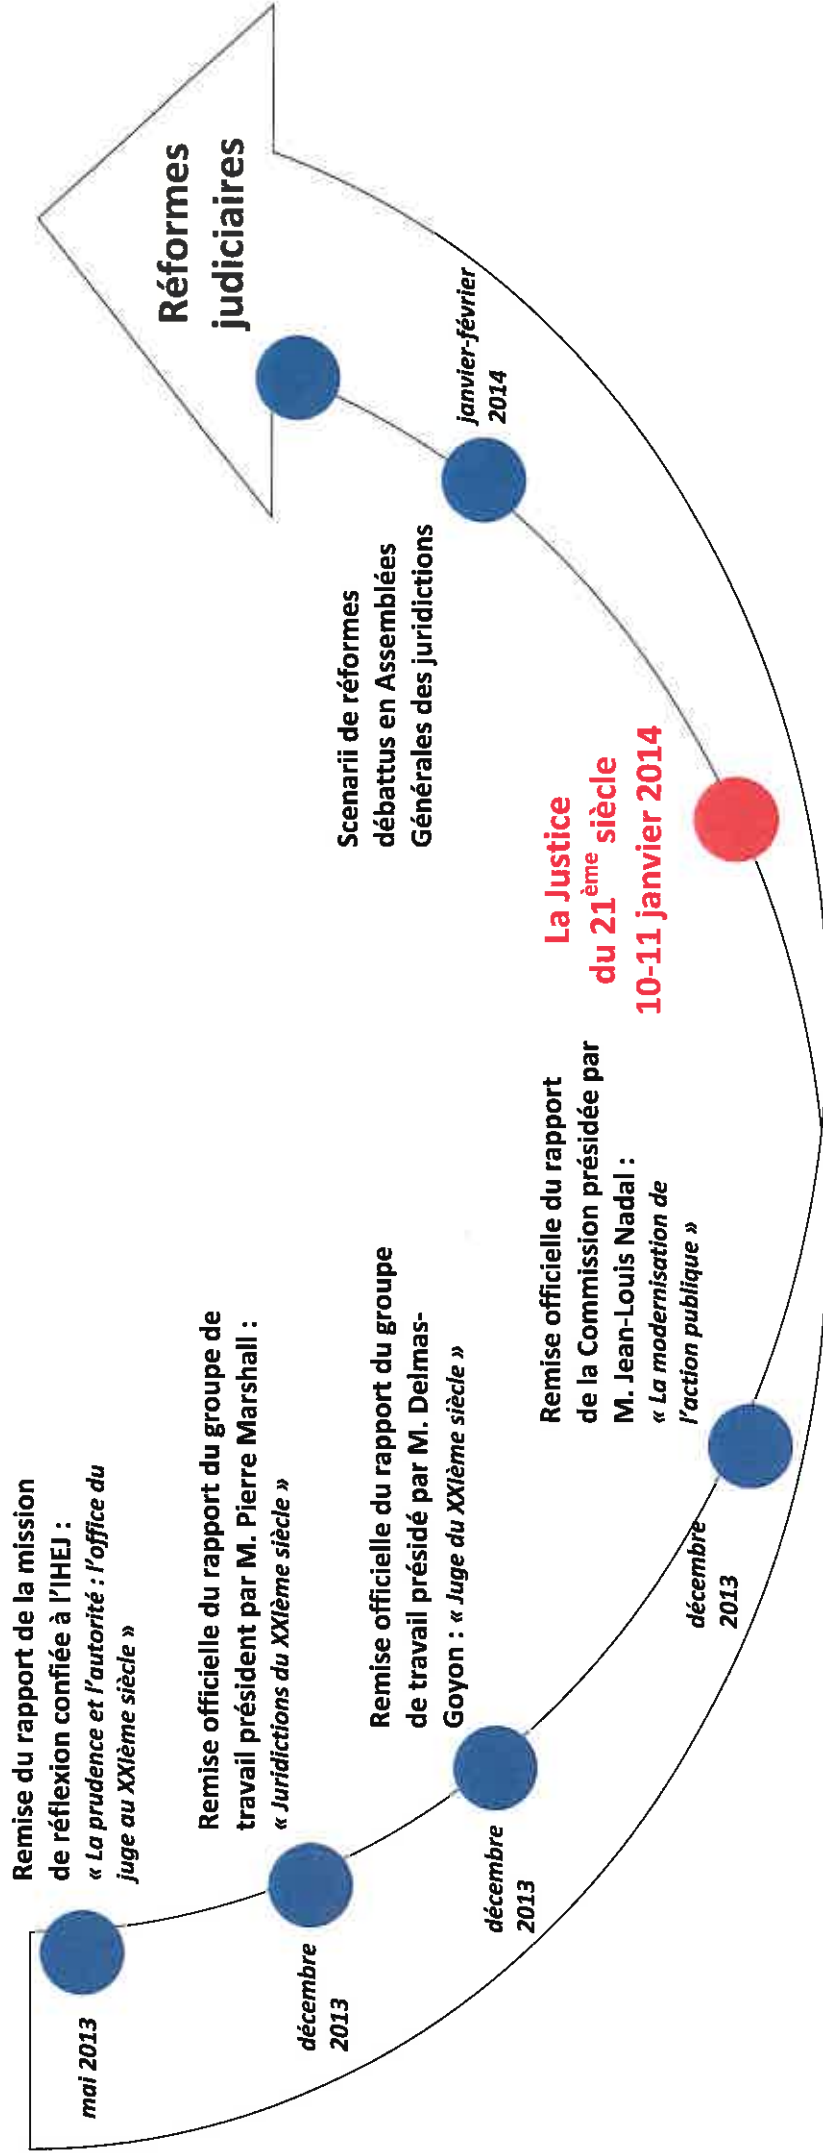 mai 2013
Remise du rapport de la mission
de réflexion confiée à l'IHEJ :
« La prudence et l'autorité : l'office du
juge au XXIème siècle »
décembre
2013
Remise officielle du rapport du groupe de
travail président par M. Pierre Marshall :
« Juridictions du XXIème siècle »
décembre
2013
Remise officielle du rapport du groupe
de travail présidé par M. Delmas-
Goyon : « Juge du XXIème siècle »
décembre
2013
Remise officielle du rapport
de la Commission présidée par
M. Jean-Louis Nadal :
« La modernisation de
l'action publique »
La Justice
du 21ème siècle
10-11 janvier 2014
Scenarii de réformes
débattus en Assemblées
Générales des juridictions
janvier-février
2014
Réformes
judiciaires